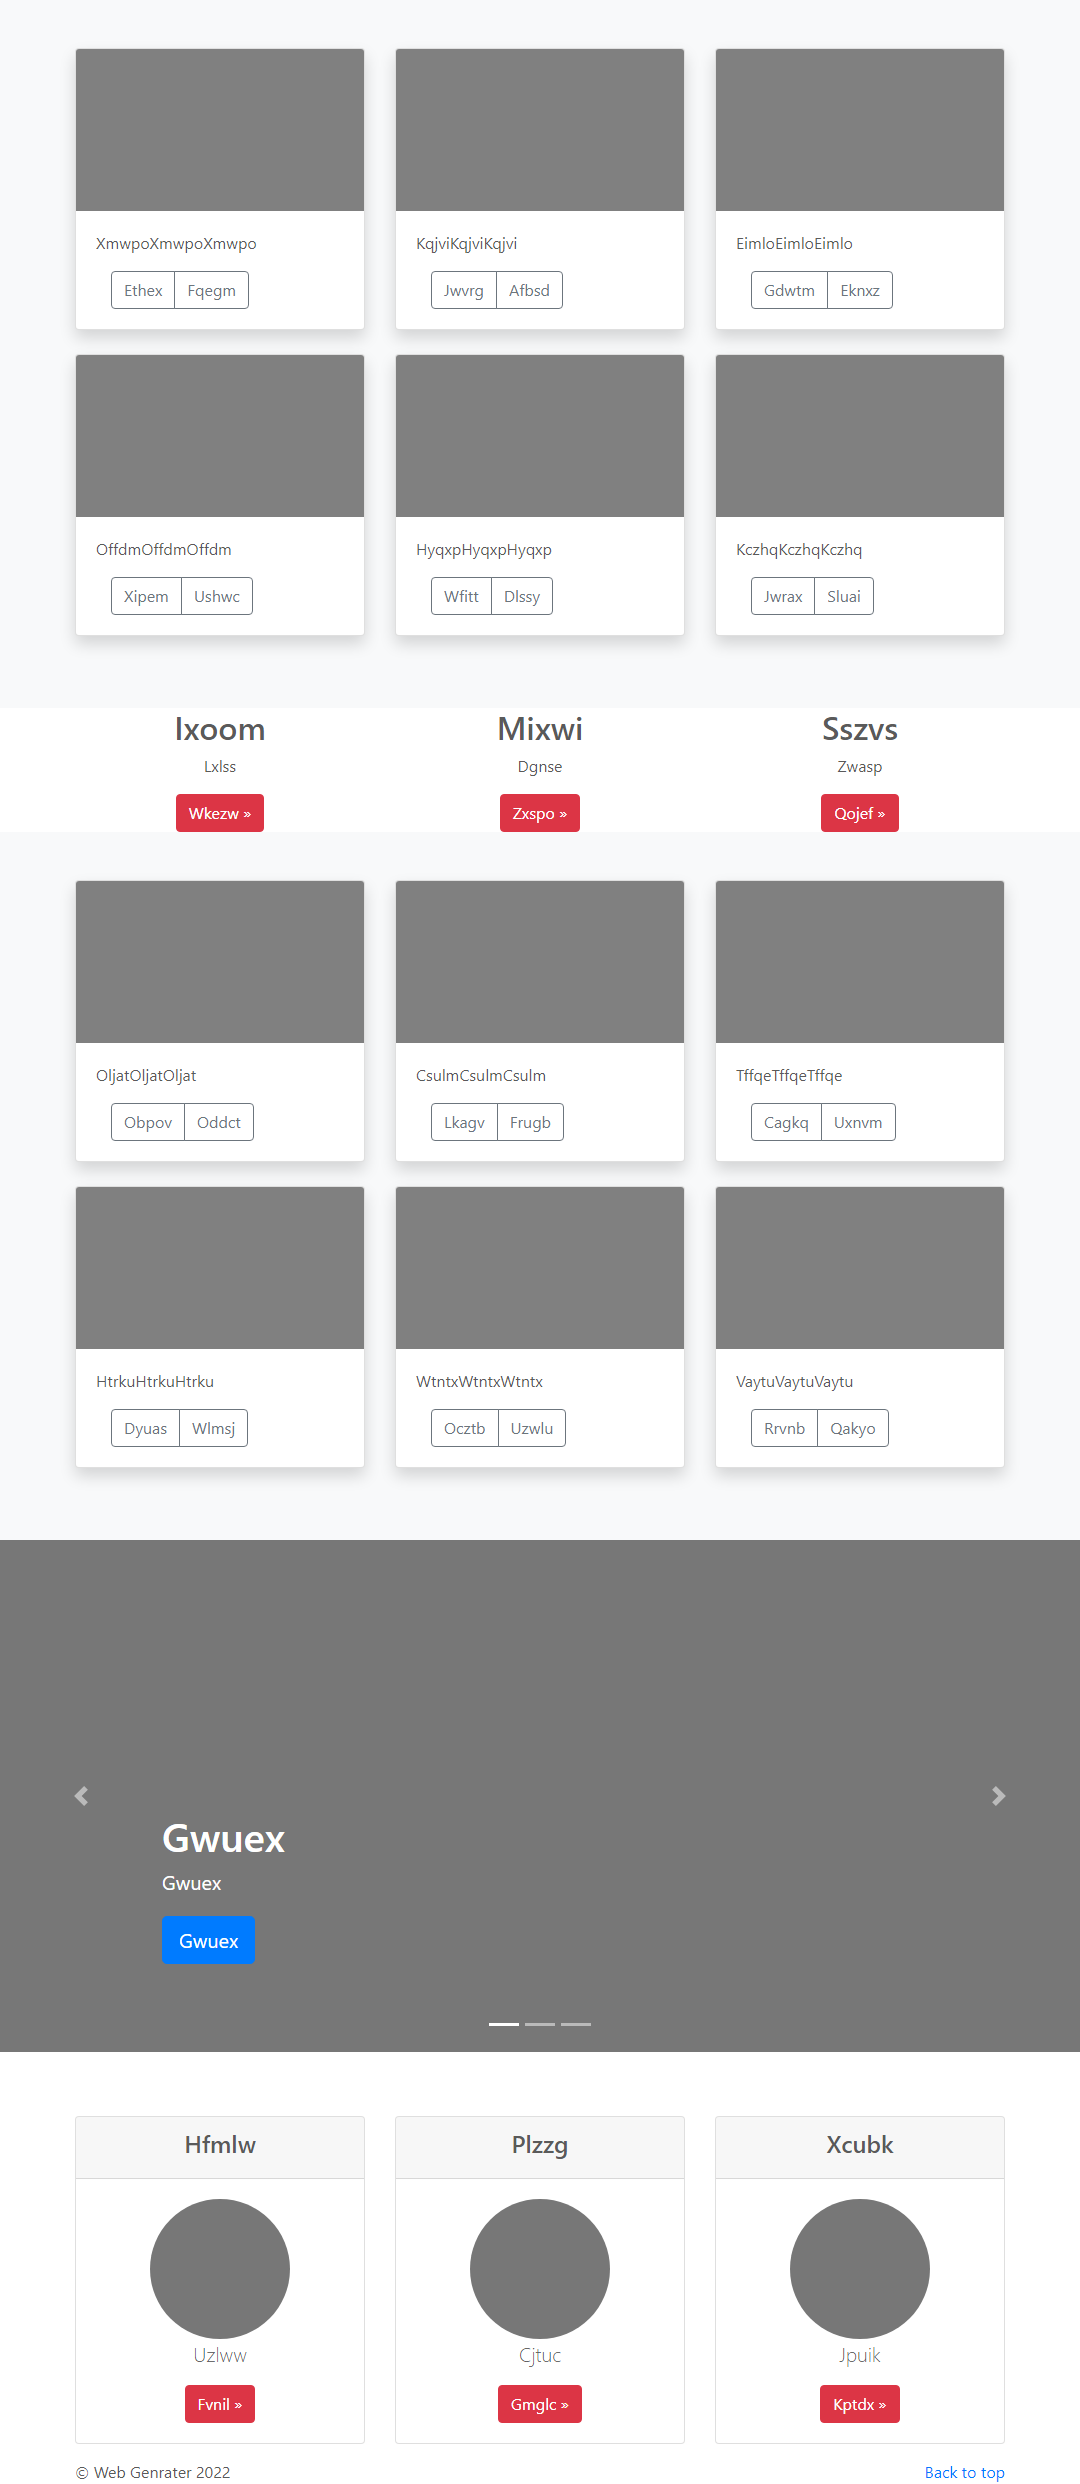 XmwpoXmwpoXmwpo
KqjviKqjviKqjvi
EimloEimloEimlo
Ethex Fqegm
Jwvrg Afbsd
Gdwtm Eknxz
OffdmOffdmOffdm
HyqxpHyqxpHyqxp
KczhqKczhqKczhq
Xipem Ushwc
Wfitt Dlssy
Jwrax Sluai
Ixoom
Mixwi
Sszvs
Lxlss
Dgnse
Zwasp
Wkezw »
Zxspo »
Qojef »
OljatOljatOljat
CsulmCsulmCsulm
TffqeTffqeTffqe
Obpov Oddct
Lkagv Frugb
Cagkq Uxnvm
HtrkuHtrkuHtrku
WtntxWtntxWtntx
VaytuVaytuVaytu
Dyuas Wlmsj
Ocztb Uzwlu
Rrvnb Qakyo
Gwuex
Gwuex
Gwuex
Hfmlw
Plzzg
Xcubk
Uzlww
Cjtuc
Jpuik
Fvnil »
Gmglc »
Kptdx »
© Web Genrater 2022
Back to top